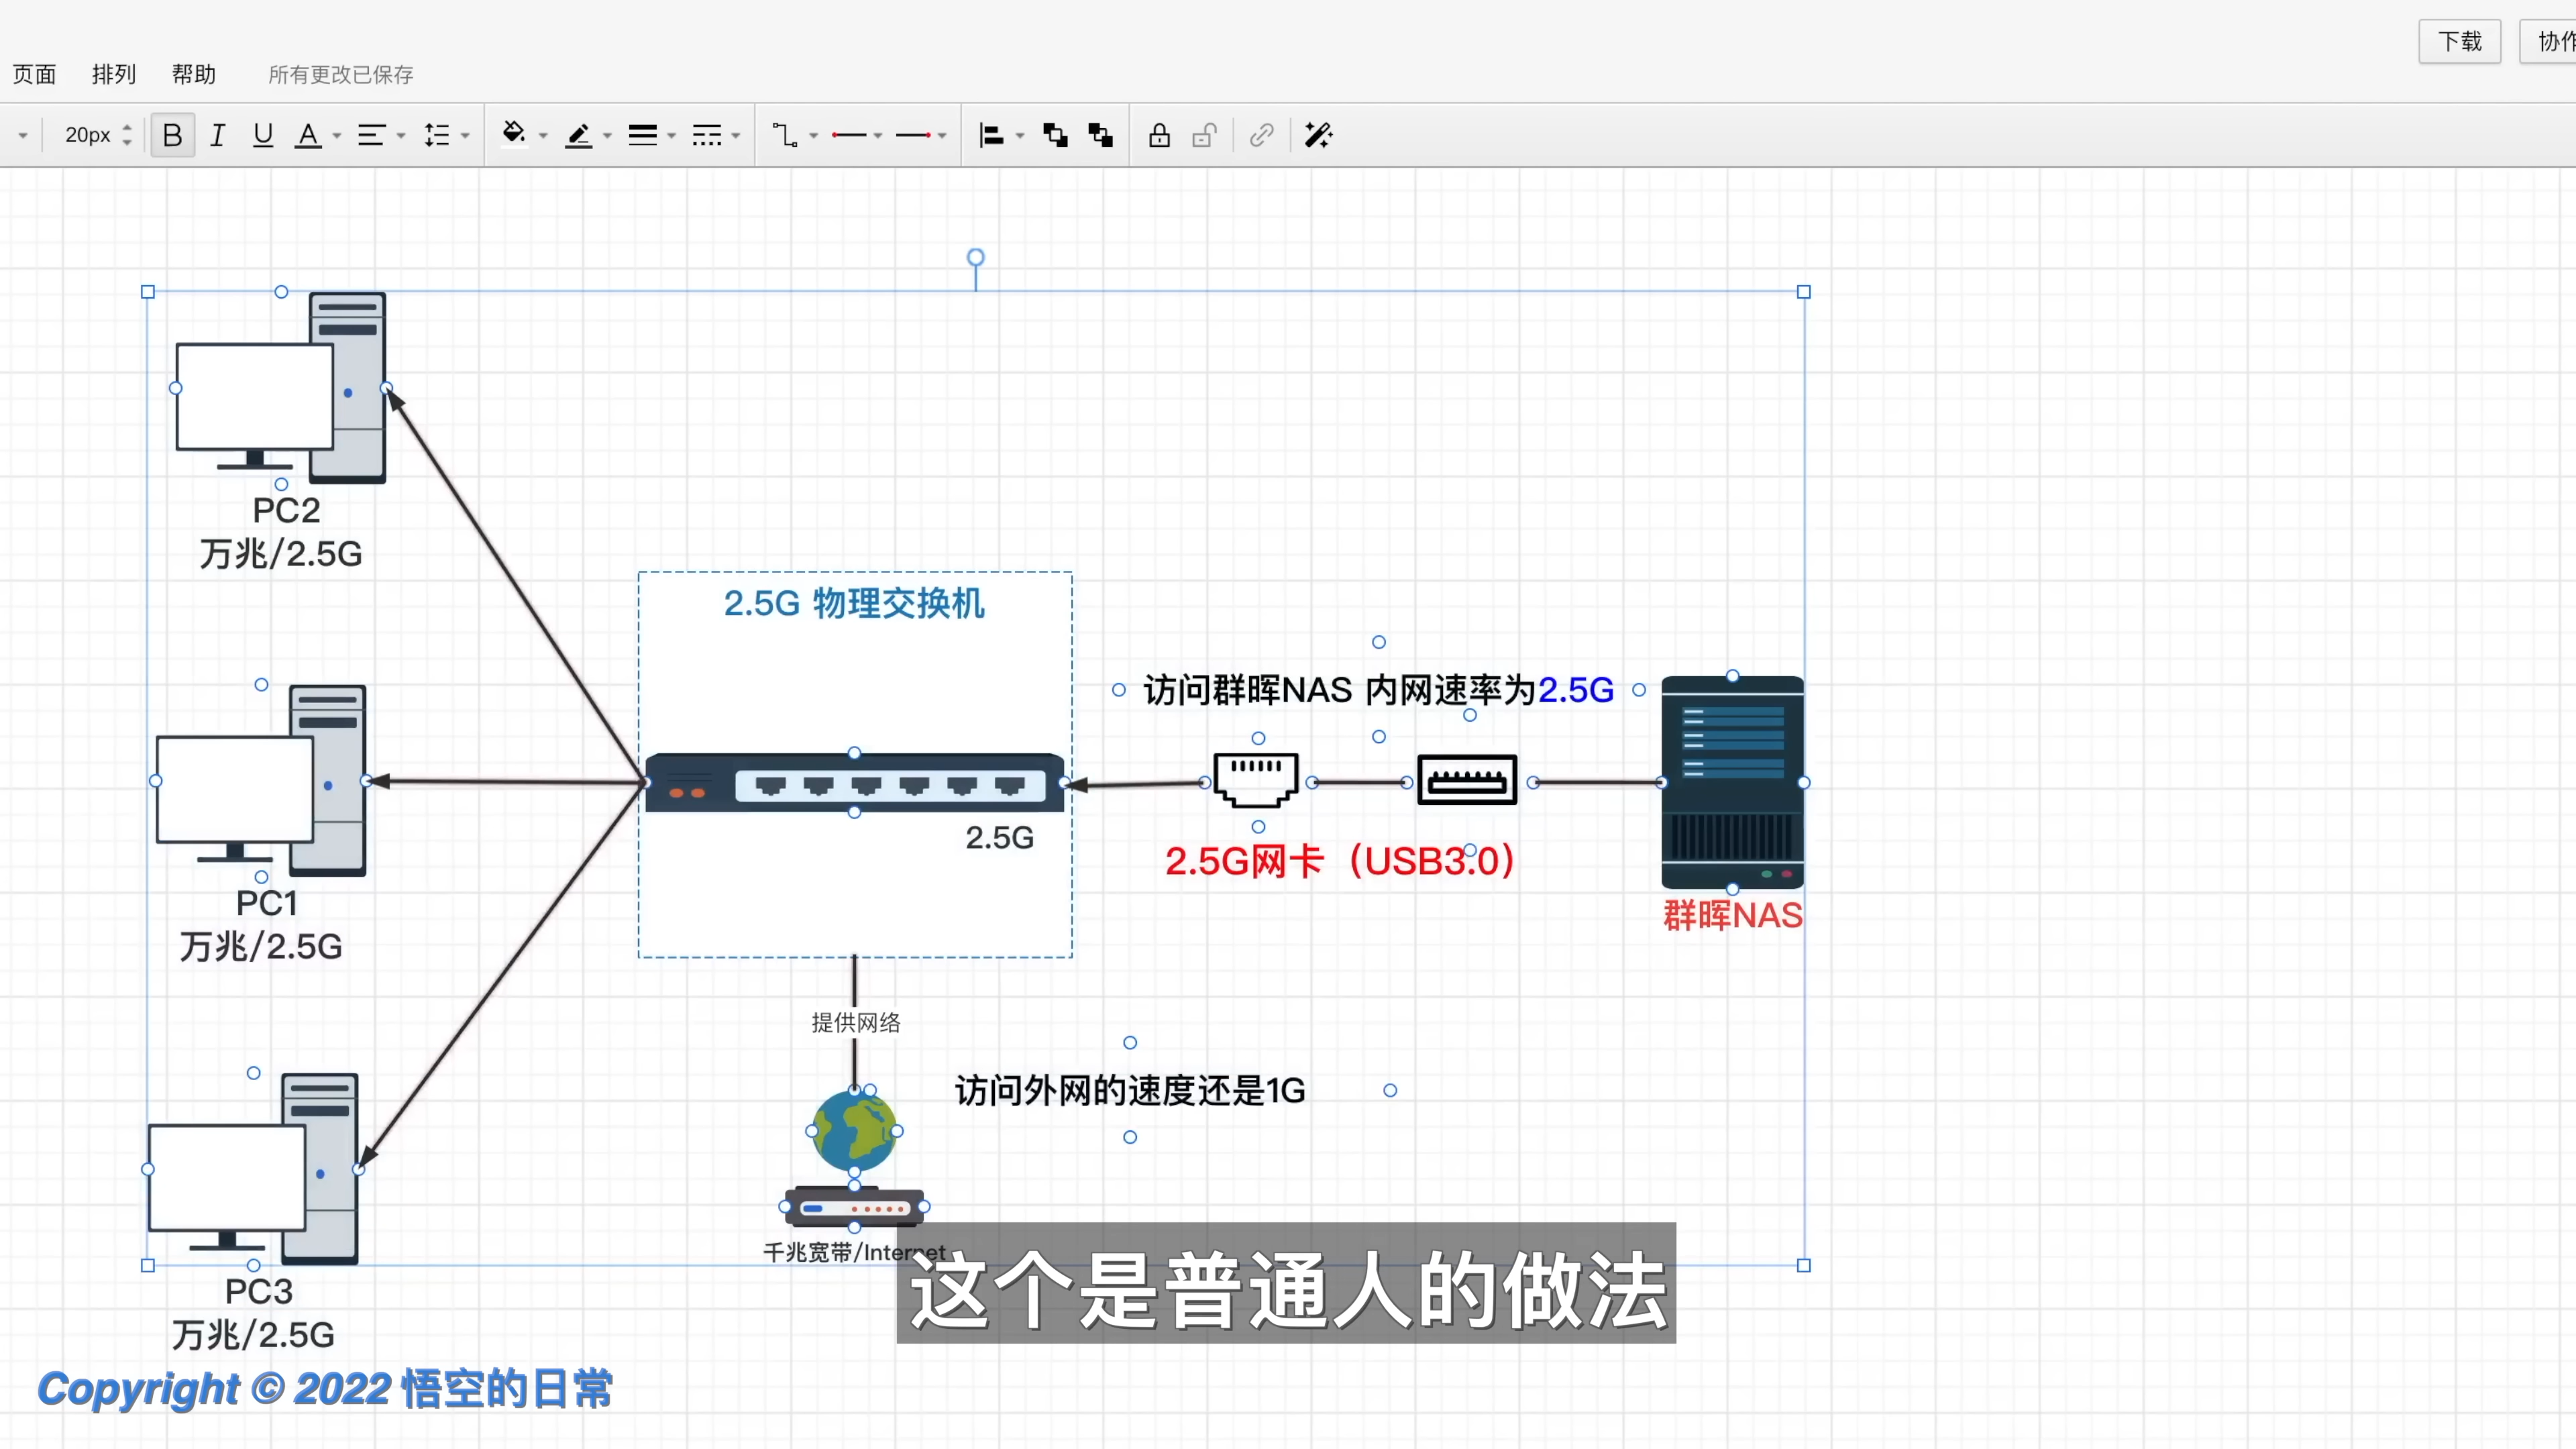 下载
协作
页面 排列 帮助 所有更改已保存
20px B I U A
PC2
万兆/2.5G
2.5G 物理交换机
访问群晖NAS 内网速率为2.5G
2.5G
2.5G网卡（USB3.0）
PC1
万兆/2.5G
群晖NAS
提供网络
访问外网的速度还是1G
千兆宽带/Internet
这个是普通人的做法
PC3
万兆/2.5G
Copyright © 2022 悟空的日常